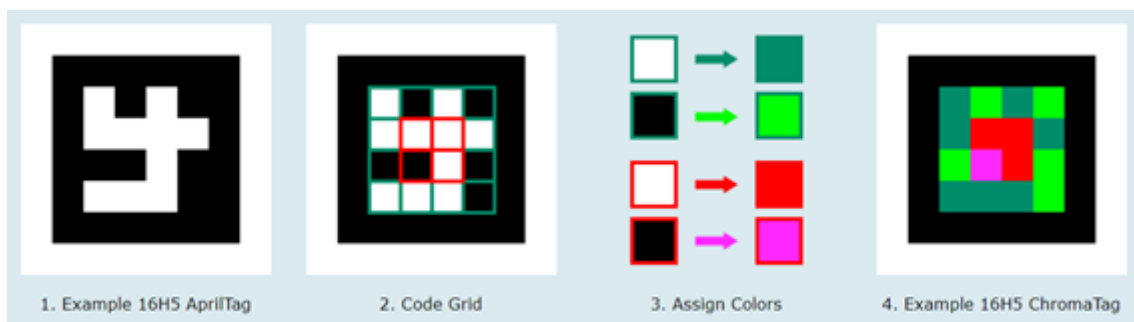 1. Example 16H5 AprilTag
2. Code Grid
3. Assign Colors
4. Example 16H5 ChromaTag